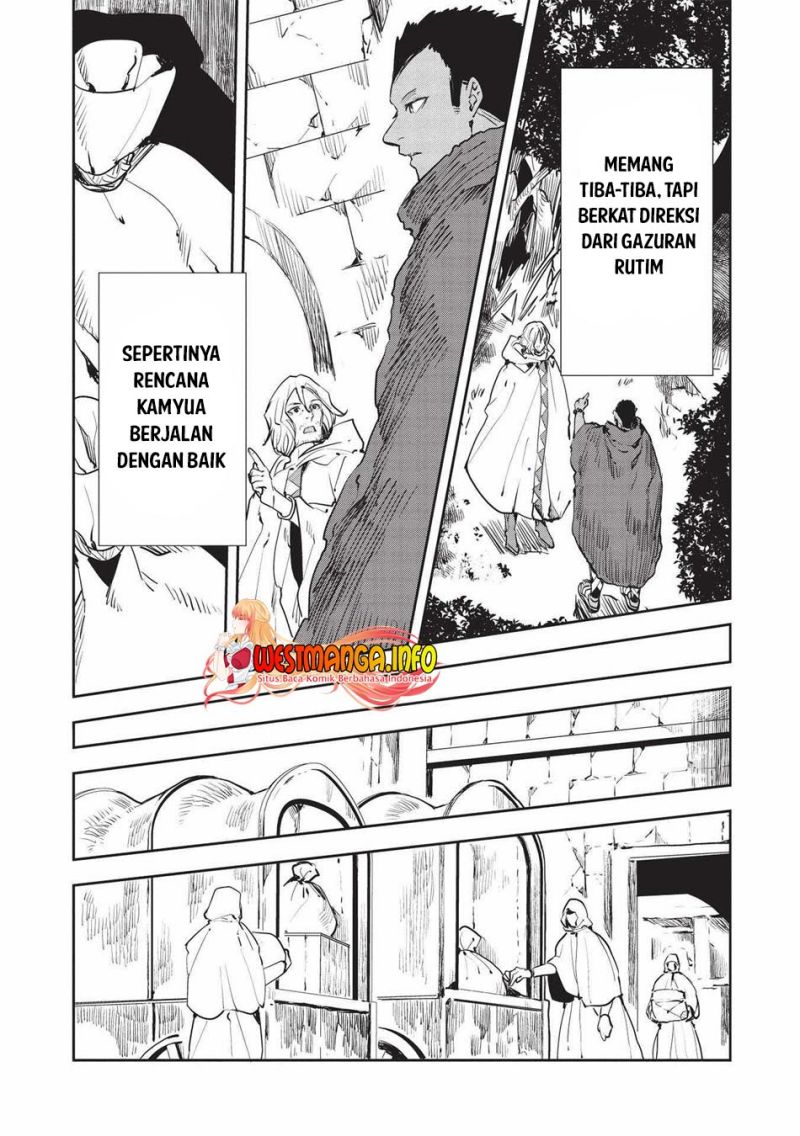 MEMANG
TIBA-TIBA, TAPI
BERKAT DIREKSI
DARI GAZURAN
RUTIM
SEPERTINYA
RENCANA
KAMYUA
BERJALAN
DENGAN BAIK
WESTMANGA.INFO
Situs Baca Komik Berbahasa Indonesia